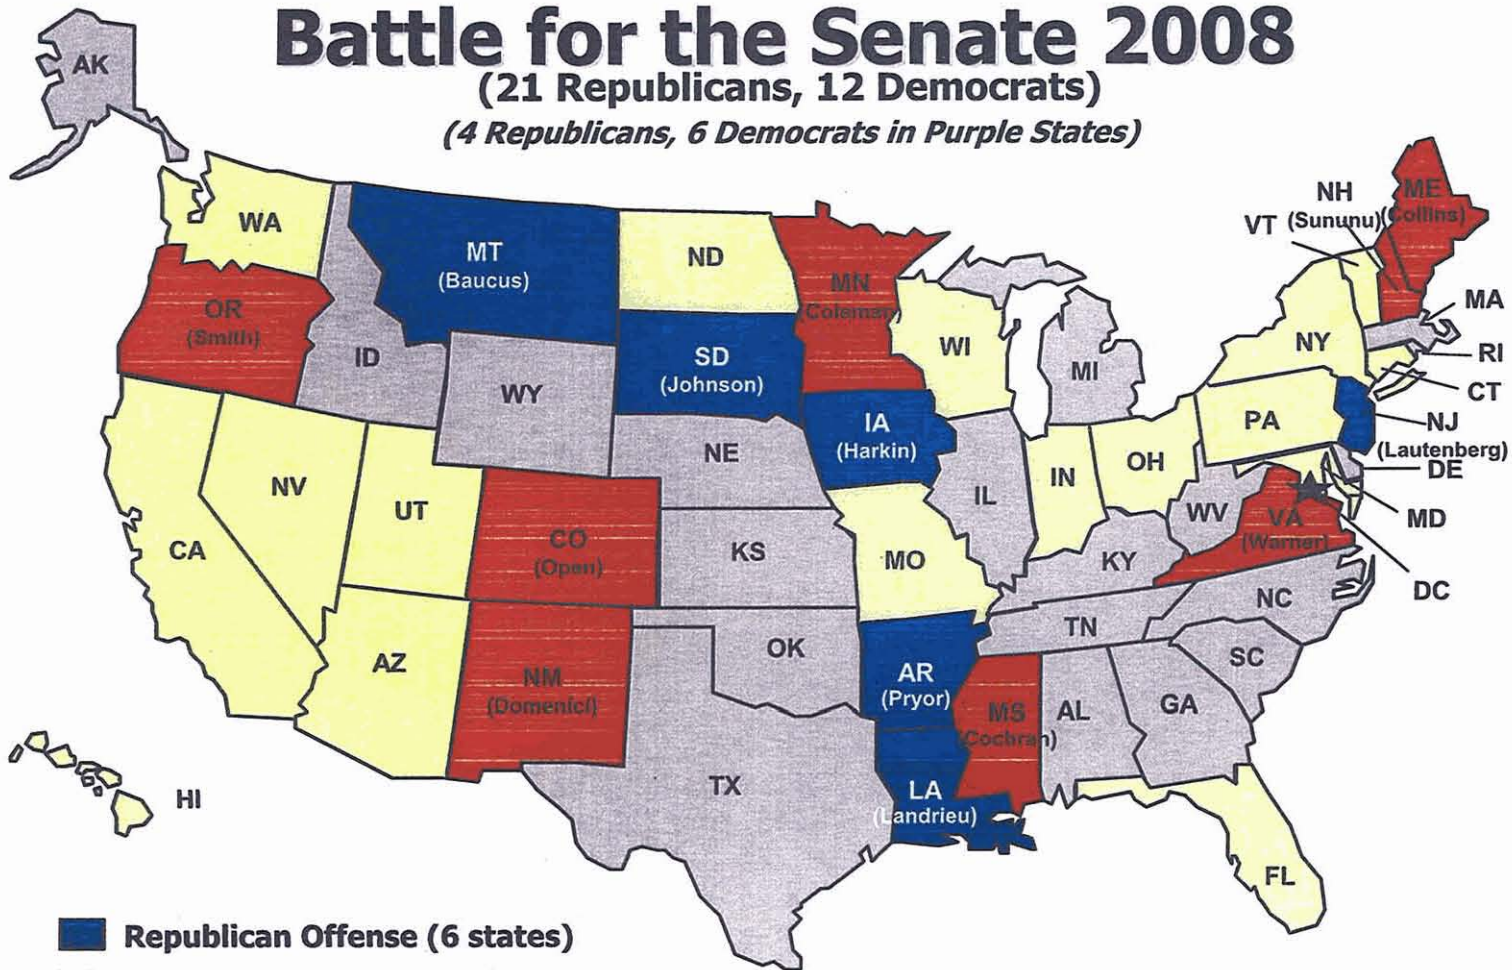 Battle for the Senate 2008
(21 Republicans, 12 Democrats)
(4 Republicans, 6 Democrats in Purple States)
AK
WA
MT
(Baucus)
ND
MN
(Coleman)
NH
(Sununu)
ME
(Collins)
VT
OR
(Smith)
ID
WY
SD
(Johnson)
WI
MI
NY
MA
RI
CT
NJ
(Lautenberg)
DE
MD
DC
NV
UT
CA
CO
(Open)
NE
IA
(Harkin)
IL
IN
OH
PA
WV
VA
(Warner)
KS
MO
KY
NC
TN
AZ
NM
(Domenici)
OK
AR
(Pryor)
SC
MS
(Cochran)
AL
GA
TX
LA
(Landrieu)
FL
HI
Republican Offense (6 states)